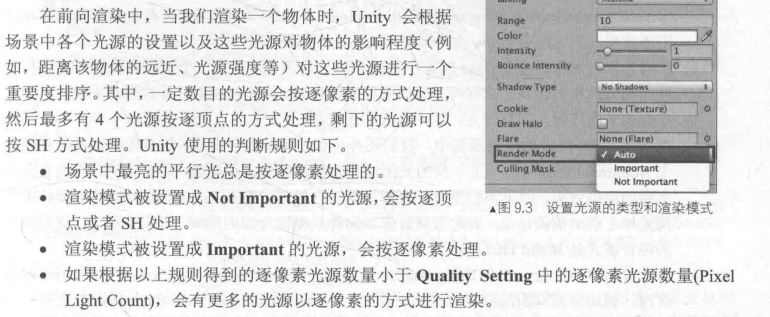 在前向渲染中，当我们渲染一个物体时，Unity 会根据
场景中各个光源的设置以及这些光源对物体的影响程度（例
如，距离该物体的远近、光源强度等）对这些光源进行一个
重要度排序。其中，一定数目的光源会按逐像素的方式处理，
然后最多有 4 个光源按逐顶点的方式处理，剩下的光源可以
按 SH 方式处理。Unity 使用的判断规则如下。
● 场景中最亮的平行光总是按逐像素处理的。
● 渲染模式被设置成 Not Important 的光源，会按逐顶
点或者 SH 处理。
● 渲染模式被设置成 Important 的光源，会按逐像素处理。
● 如果根据以上规则得到的逐像素光源数量小于 Quality Setting 中的逐像素光源数量(Pixel
Light Count)，会有更多的光源以逐像素的方式进行渲染。
Range 10
Color
Intensity 1
Bounce Intensity 0
Shadow Type No Shadows
Cookie None (Texture)
Draw Halo
Flare None (Flare)
Render Mode ✓ Auto
Culling Mask Important
Not Important
▲图 9.3 设置光源的类型和渲染模式